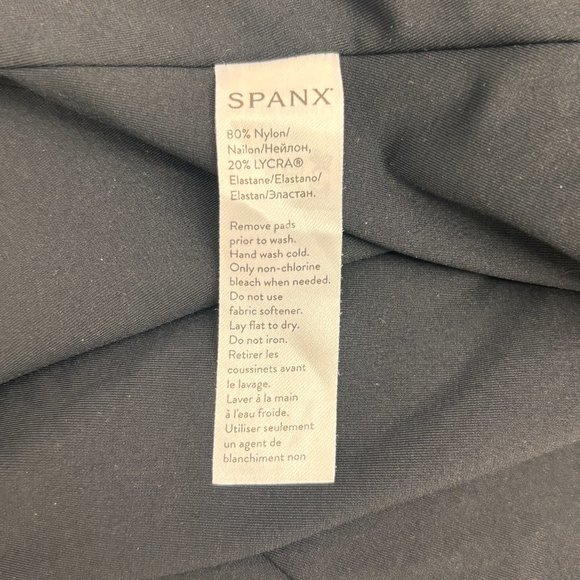 SPANX
80% Nylon/
Nailon/Нейлон,
20% LYCRA®
Elastane/Elastano/
Elastan/Эластан.
Remove pads
prior to wash.
Hand wash cold.
Only non-chlorine
bleach when needed.
Do not use
fabric softener.
Lay flat to dry.
Do not iron.
Retirer les
coussinets avant
le lavage.
Laver à la main
à l'eau froide.
Utiliser seulement
un agent de
blanchiment non